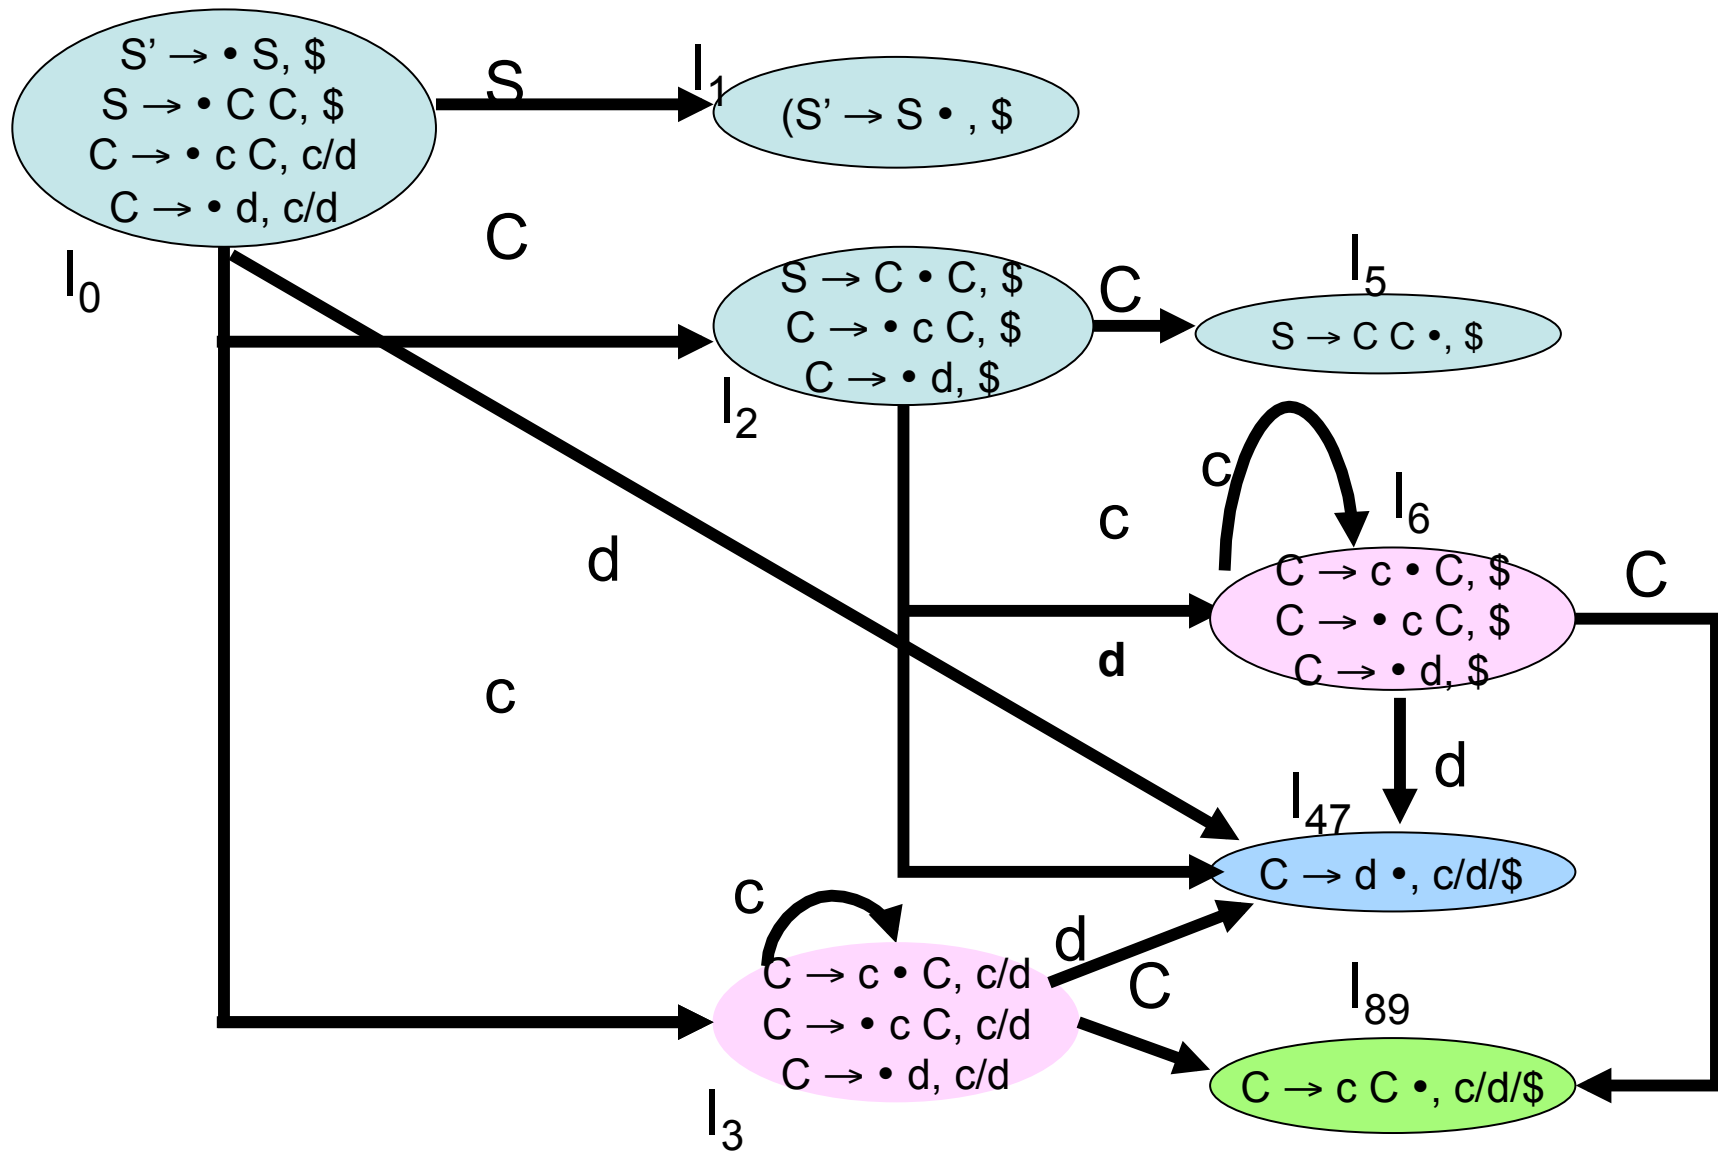 S’ → • S, $
S → • C C, $
C → • c C, c/d
C → • d, c/d
I0
S
I1
(S’ → S • , $
C
S → C • C, $
C → • c C, $
C → • d, $
I2
C
I5
S → C C •, $
c
I6
c
C → c • C, $
C → • c C, $
C → • d, $
C
d
d
c
d
I47
C → d •, c/d/$
c
d
C → c • C, c/d
C → • c C, c/d
C → • d, c/d
I3
C
I89
C → c C •, c/d/$